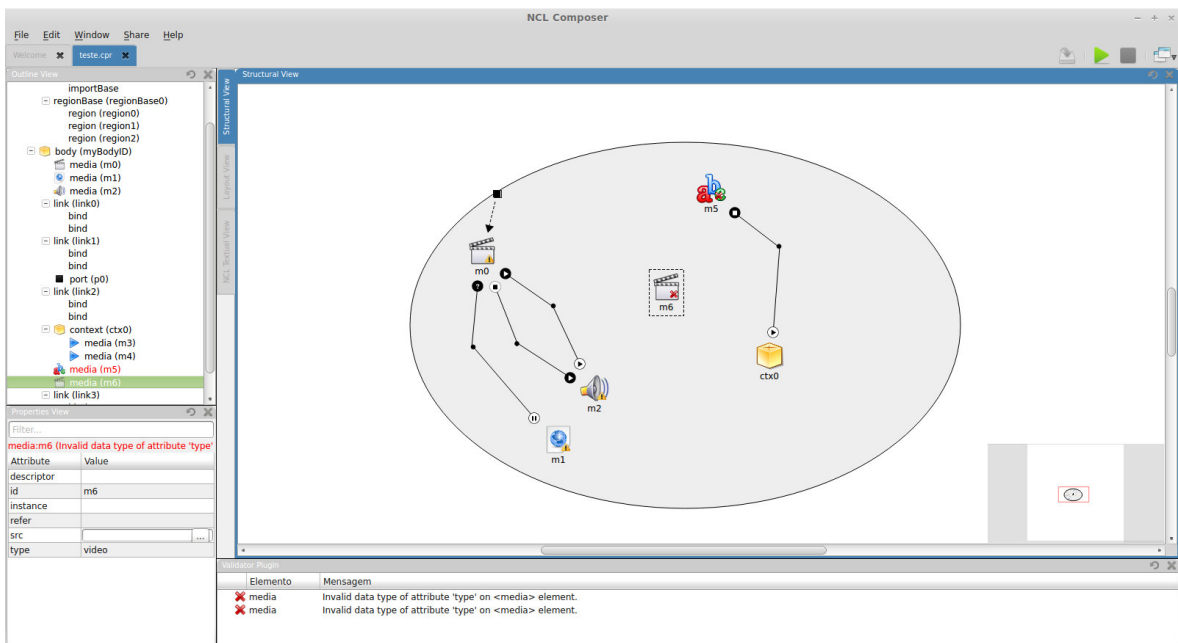 NCL Composer
File Edit Window Share Help
Welcome teste.cpr
Outline View
importBase
regionBase (regionBase0)
region (region0)
region (region1)
region (region2)
body (myBodyID)
media (m0)
media (m1)
media (m2)
link (link0)
bind
bind
link (link1)
bind
bind
port (p0)
link (link2)
bind
bind
context (ctx0)
media (m3)
media (m4)
media (m5)
media (m6)
link (link3)
Properties View
Filter...
media:m6 (Invalid data type of attribute 'type'
Attribute Value
descriptor
id m6
instance
refer
src ...
type video
Structural View
Layout View
NCL Textual View
Structural View
m5
m0
m6
ctx0
m2
m1
Validator Plugin
Elemento Mensagem
media Invalid data type of attribute 'type' on <media> element.
media Invalid data type of attribute 'type' on <media> element.